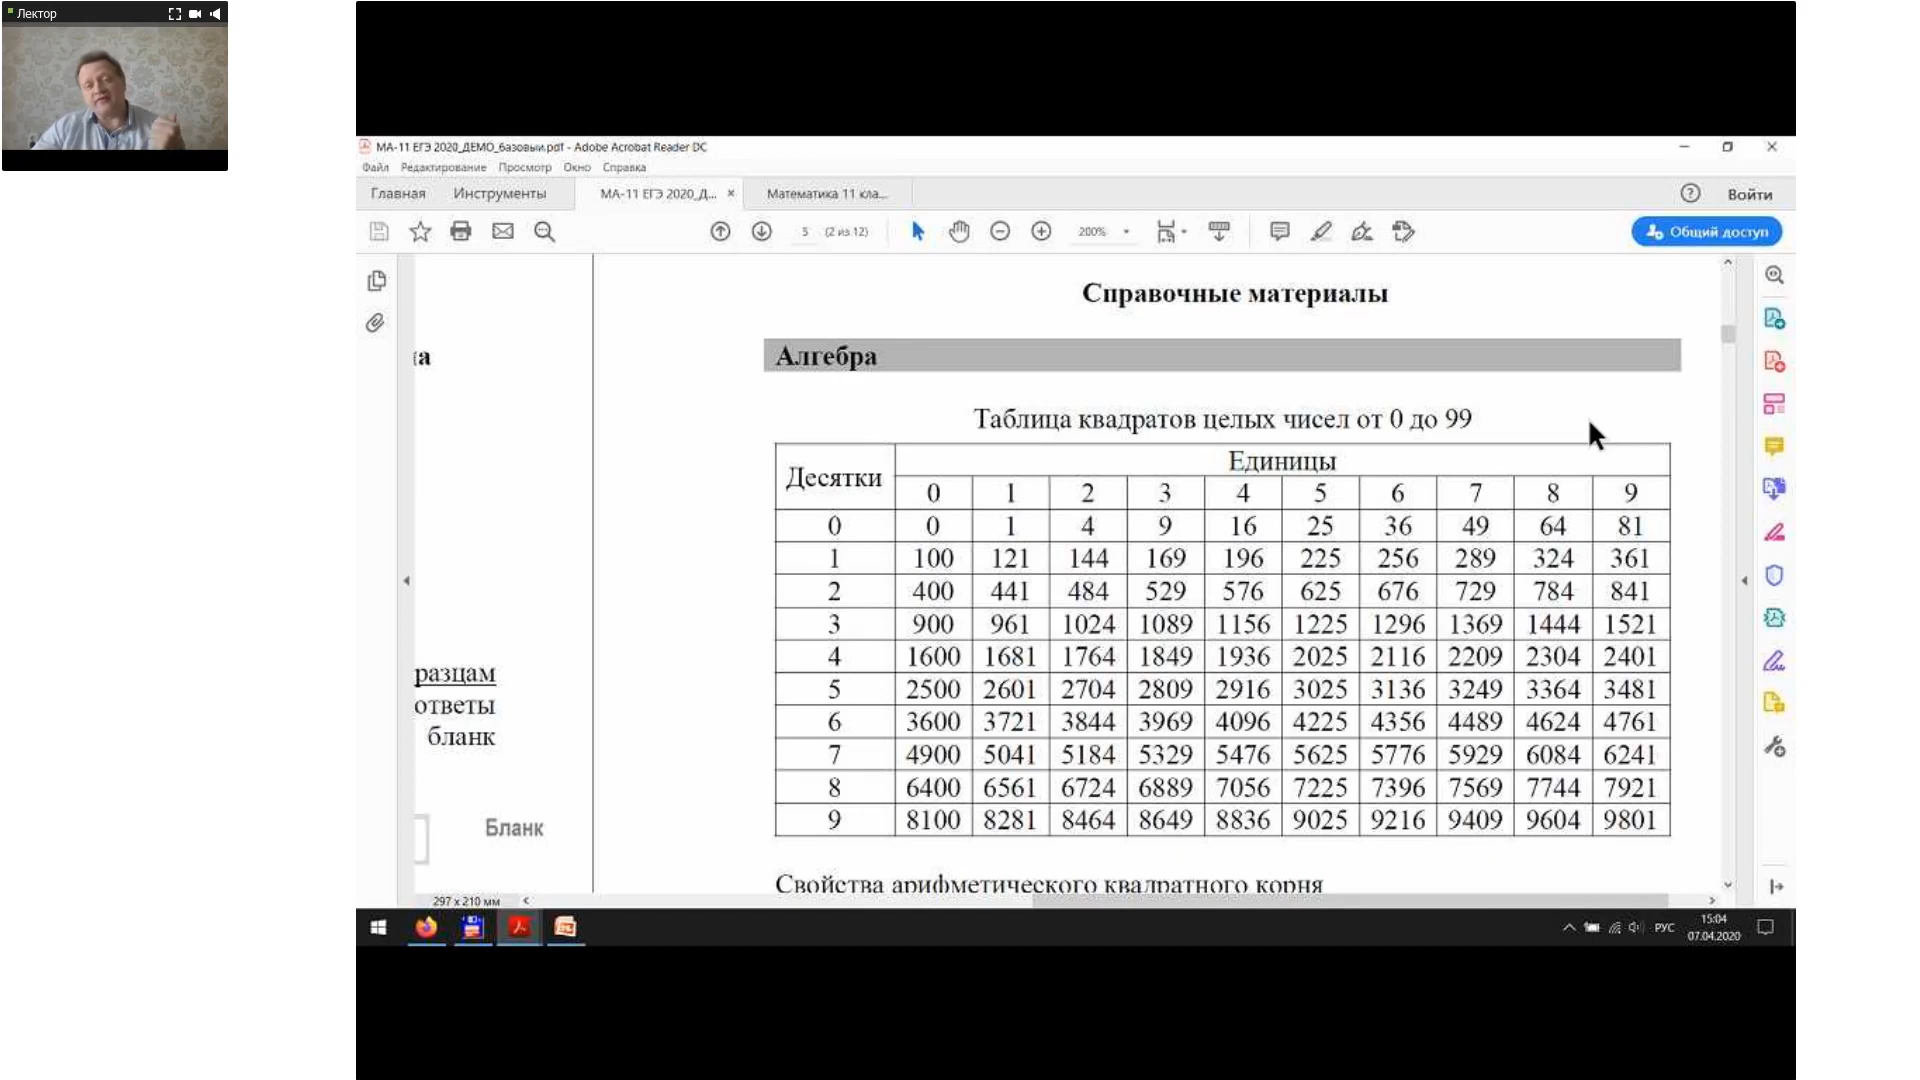 Лектор
МА-11 ЕГЭ 2020_ДЕМО_базовый.pdf - Adobe Acrobat Reader DC
Файл Редактирование Просмотр Окно Справка
Главная Инструменты МА-11 ЕГЭ 2020_Д... × Математика 11 кла... Войти
5 (2 из 12) 200% Общий доступ
Справочные материалы
Алгебра
Таблица квадратов целых чисел от 0 до 99
Десятки Единицы
0 1 2 3 4 5 6 7 8 9
0 0 1 4 9 16 25 36 49 64 81
1 100 121 144 169 196 225 256 289 324 361
2 400 441 484 529 576 625 676 729 784 841
3 900 961 1024 1089 1156 1225 1296 1369 1444 1521
4 1600 1681 1764 1849 1936 2025 2116 2209 2304 2401
5 2500 2601 2704 2809 2916 3025 3136 3249 3364 3481
6 3600 3721 3844 3969 4096 4225 4356 4489 4624 4761
7 4900 5041 5184 5329 5476 5625 5776 5929 6084 6241
8 6400 6561 6724 6889 7056 7225 7396 7569 7744 7921
9 8100 8281 8464 8649 8836 9025 9216 9409 9604 9801
Свойства арифметического квадратного корня
разцам
ответы
бланк
Бланк
297 x 210 мм
РУС
15:04
07.04.2020